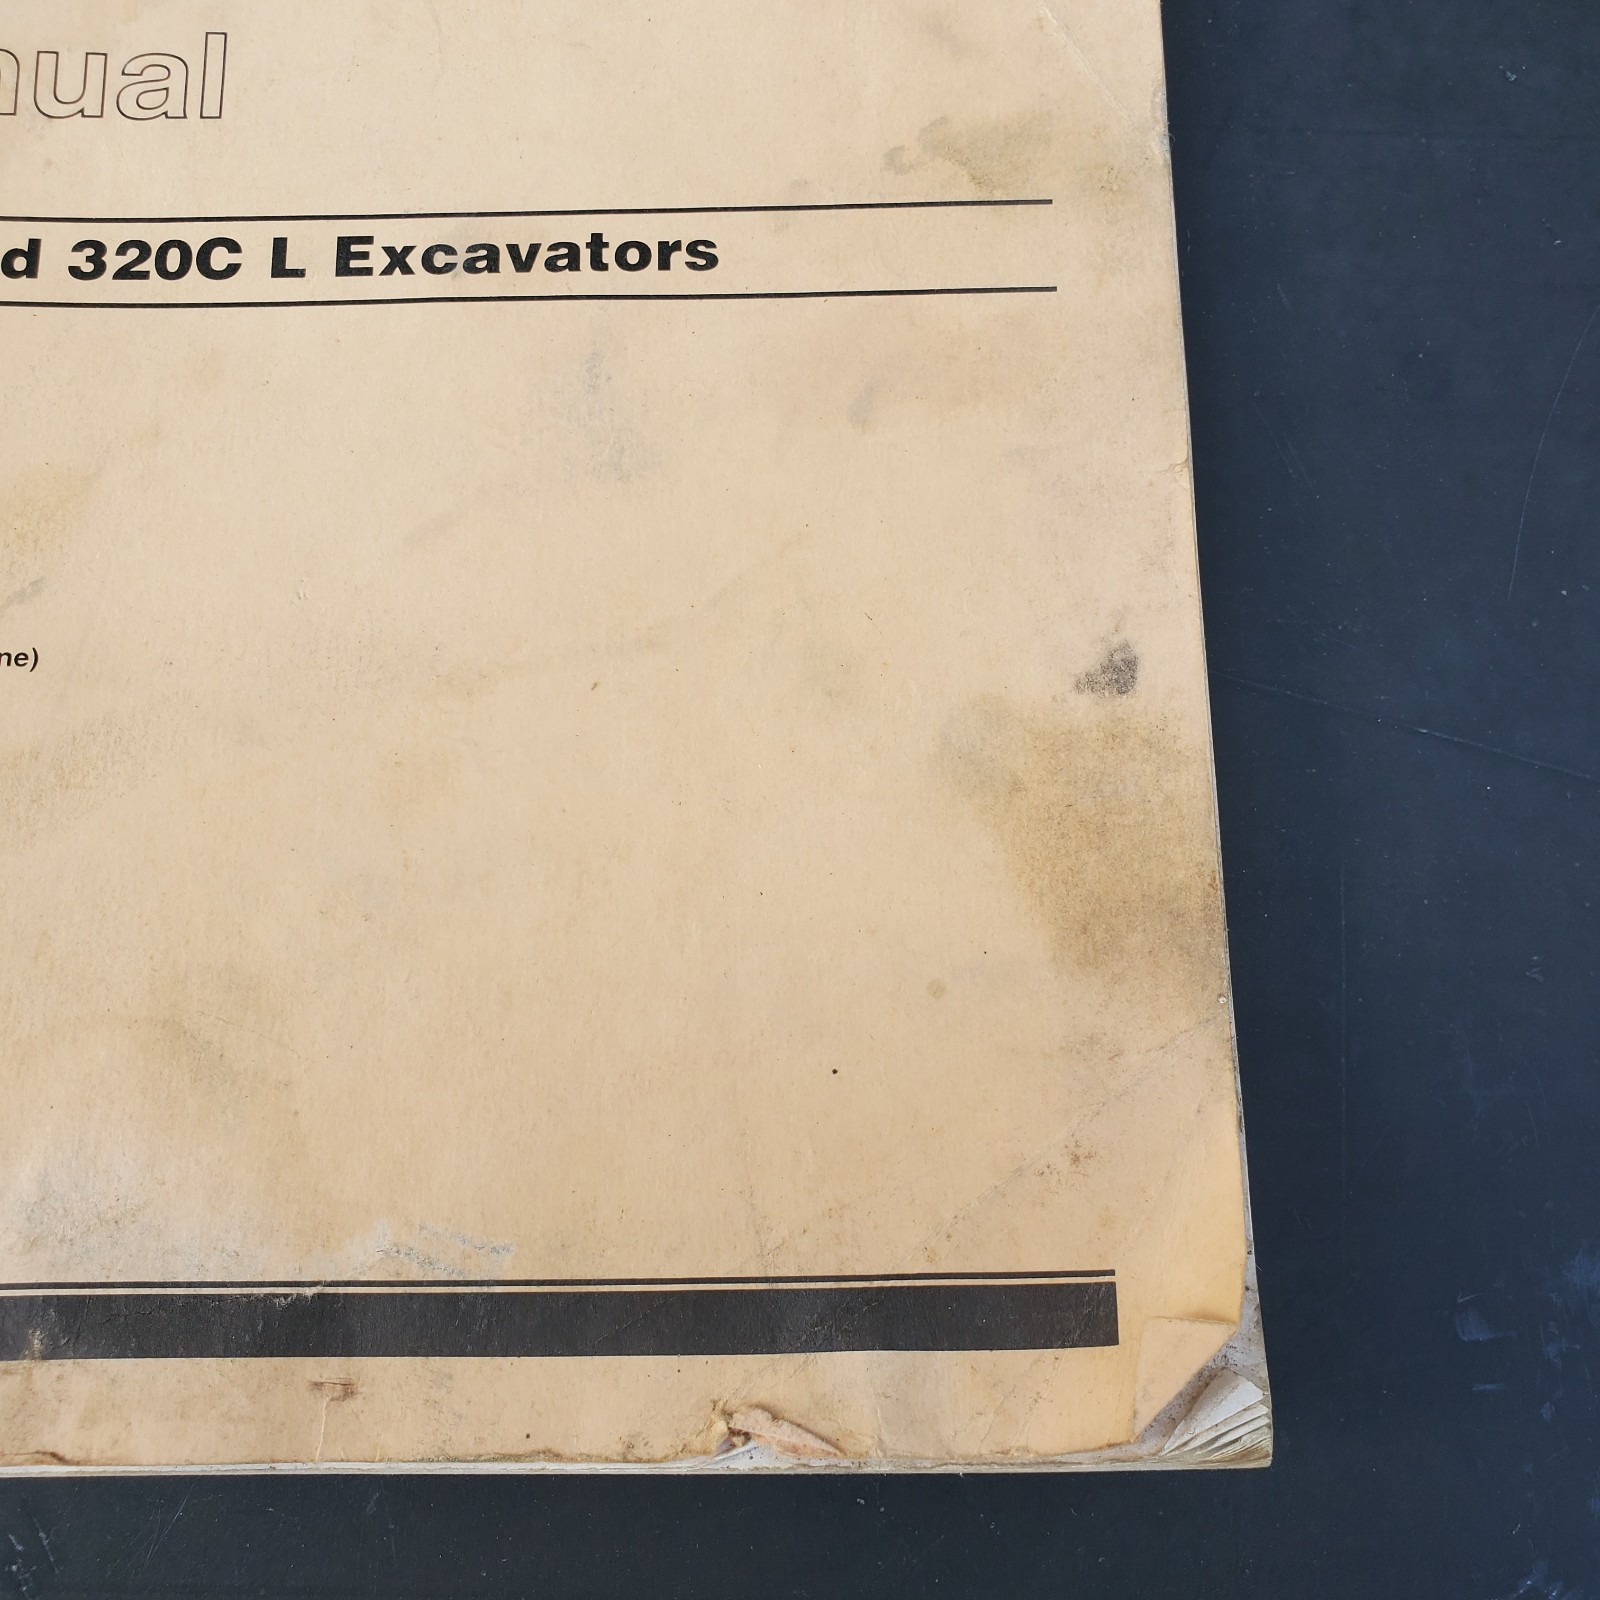 nual
d 320C L Excavators
ne)